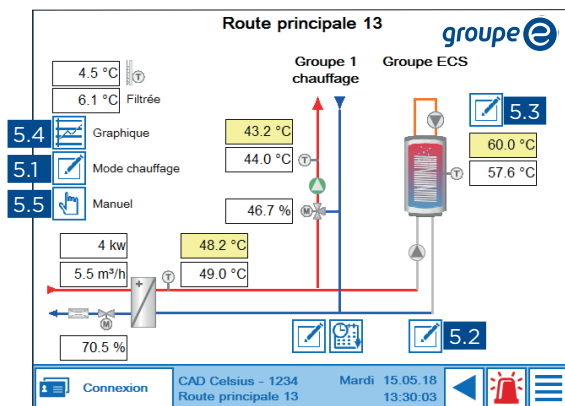 Route principale 13
groupe e
Groupe 1
chauffage
Groupe ECS
4.5 °C
T
6.1 °C Filtrée
5.4 Graphique
5.1 Mode chauffage
5.5 Manuel
43.2 °C
44.0 °C
T
46.7 %
M
5.3
60.0 °C
57.6 °C
T
4 kw
5.5 m³/h
48.2 °C
49.0 °C
T
+
-
M
70.5 %
5.2
Connexion
CAD Celsius - 1234
Route principale 13
Mardi 15.05.18
13:30:03